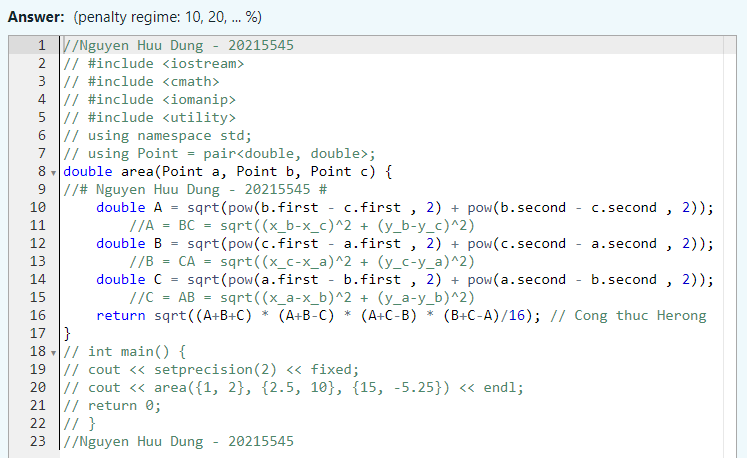 Answer: (penalty regime: 10, 20, ... %)
1 //Nguyen Huu Dung - 20215545
2 // #include <iostream>
3 // #include <cmath>
4 // #include <iomanip>
5 // #include <utility>
6 // using namespace std;
7 // using Point = pair<double, double>;
8 double area(Point a, Point b, Point c) {
9 //# Nguyen Huu Dung - 20215545 #
10     double A = sqrt(pow(b.first - c.first , 2) + pow(b.second - c.second , 2));
11         //A = BC = sqrt((x_b-x_c)^2 + (y_b-y_c)^2)
12     double B = sqrt(pow(c.first - a.first , 2) + pow(c.second - a.second , 2));
13         //B = CA = sqrt((x_c-x_a)^2 + (y_c-y_a)^2)
14     double C = sqrt(pow(a.first - b.first , 2) + pow(a.second - b.second , 2));
15         //C = AB = sqrt((x_a-x_b)^2 + (y_a-y_b)^2)
16     return sqrt((A+B+C) * (A+B-C) * (A+C-B) * (B+C-A)/16); // Cong thuc Herong
17 }
18 // int main() {
19 // cout << setprecision(2) << fixed;
20 // cout << area({1, 2}, {2.5, 10}, {15, -5.25}) << endl;
21 // return 0;
22 // }
23 //Nguyen Huu Dung - 20215545